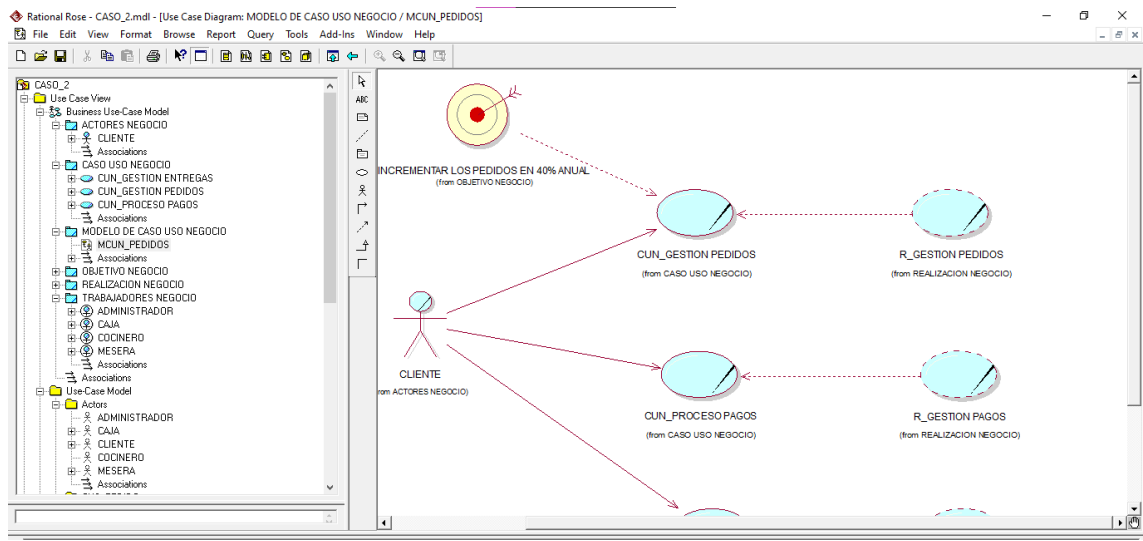 Rational Rose - CASO_2.mdl - [Use Case Diagram: MODELO DE CASO USO NEGOCIO / MCUN_PEDIDOS]
File Edit View Format Browse Report Query Tools Add-Ins Window Help
CASO_2
Use Case View
Business Use-Case Model
ACTORES NEGOCIO
CLIENTE
Associations
CASO USO NEGOCIO
CUN_GESTION ENTREGAS
CUN_GESTION PEDIDOS
CUN_PROCESO PAGOS
Associations
MODELO DE CASO USO NEGOCIO
MCUN_PEDIDOS
Associations
OBJETIVO NEGOCIO
REALIZACION NEGOCIO
TRABAJADORES NEGOCIO
ADMINISTRADOR
CAJA
COCINERO
MESERA
Associations
Associations
Use-Case Model
Actors
ADMINISTRADOR
CAJA
CLIENTE
COCINERO
MESERA
Associations
ABC
INCREMENTAR LOS PEDIDOS EN 40% ANUAL
(from OBJETIVO NEGOCIO)
CUN_GESTION PEDIDOS
(from CASO USO NEGOCIO)
R_GESTION PEDIDOS
(from REALIZACION NEGOCIO)
CLIENTE
om ACTORES NEGOCIO)
CUN_PROCESO PAGOS
(from CASO USO NEGOCIO)
R_GESTION PAGOS
(from REALIZACION NEGOCIO)